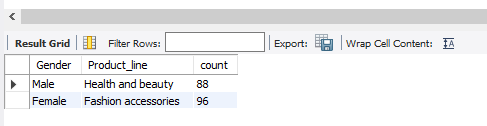 Result Grid Filter Rows: Export: Wrap Cell Content: IA
Gender Product_line count
Male Health and beauty 88
Female Fashion accessories 96